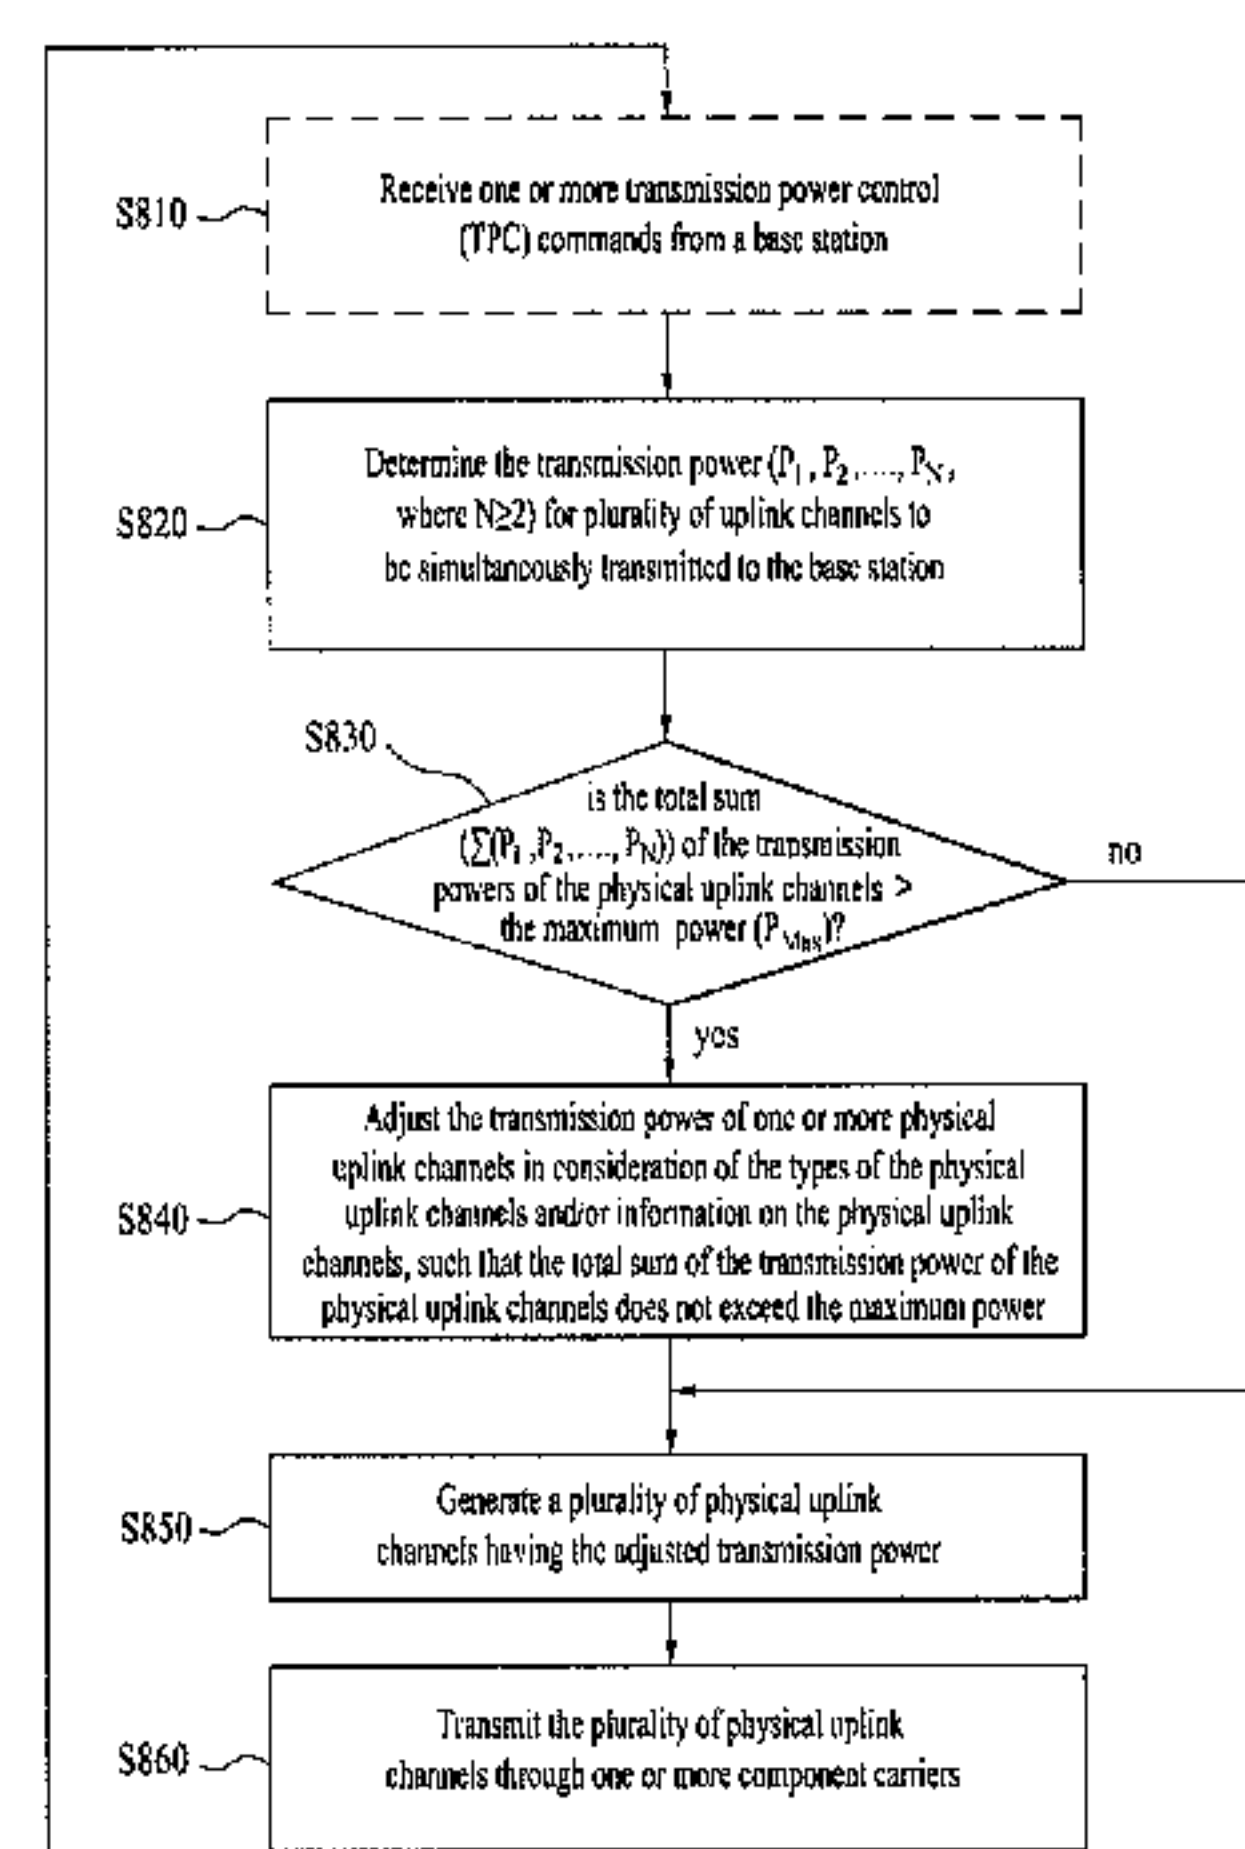 S810
Receive one or more transmission power control
(TPC) commands from a base station
S820
Determine the transmission power (P1, P2, ...., PN,
where N≥2) for plurality of uplink channels to
be simultaneously transmitted to the base station
S830
is the total sum
(∑(P1, P2, ...., PN)) of the transmission
powers of the physical uplink channels >
the maximum power (PMax)?
no
yes
S840
Adjust the transmission power of one or more physical
uplink channels in consideration of the types of the physical
uplink channels and/or information on the physical uplink
channels, such that the total sum of the transmission power of the
physical uplink channels does not exceed the maximum power
S850
Generate a plurality of physical uplink
channels having the adjusted transmission power
S860
Transmit the plurality of physical uplink
channels through one or more component carriers